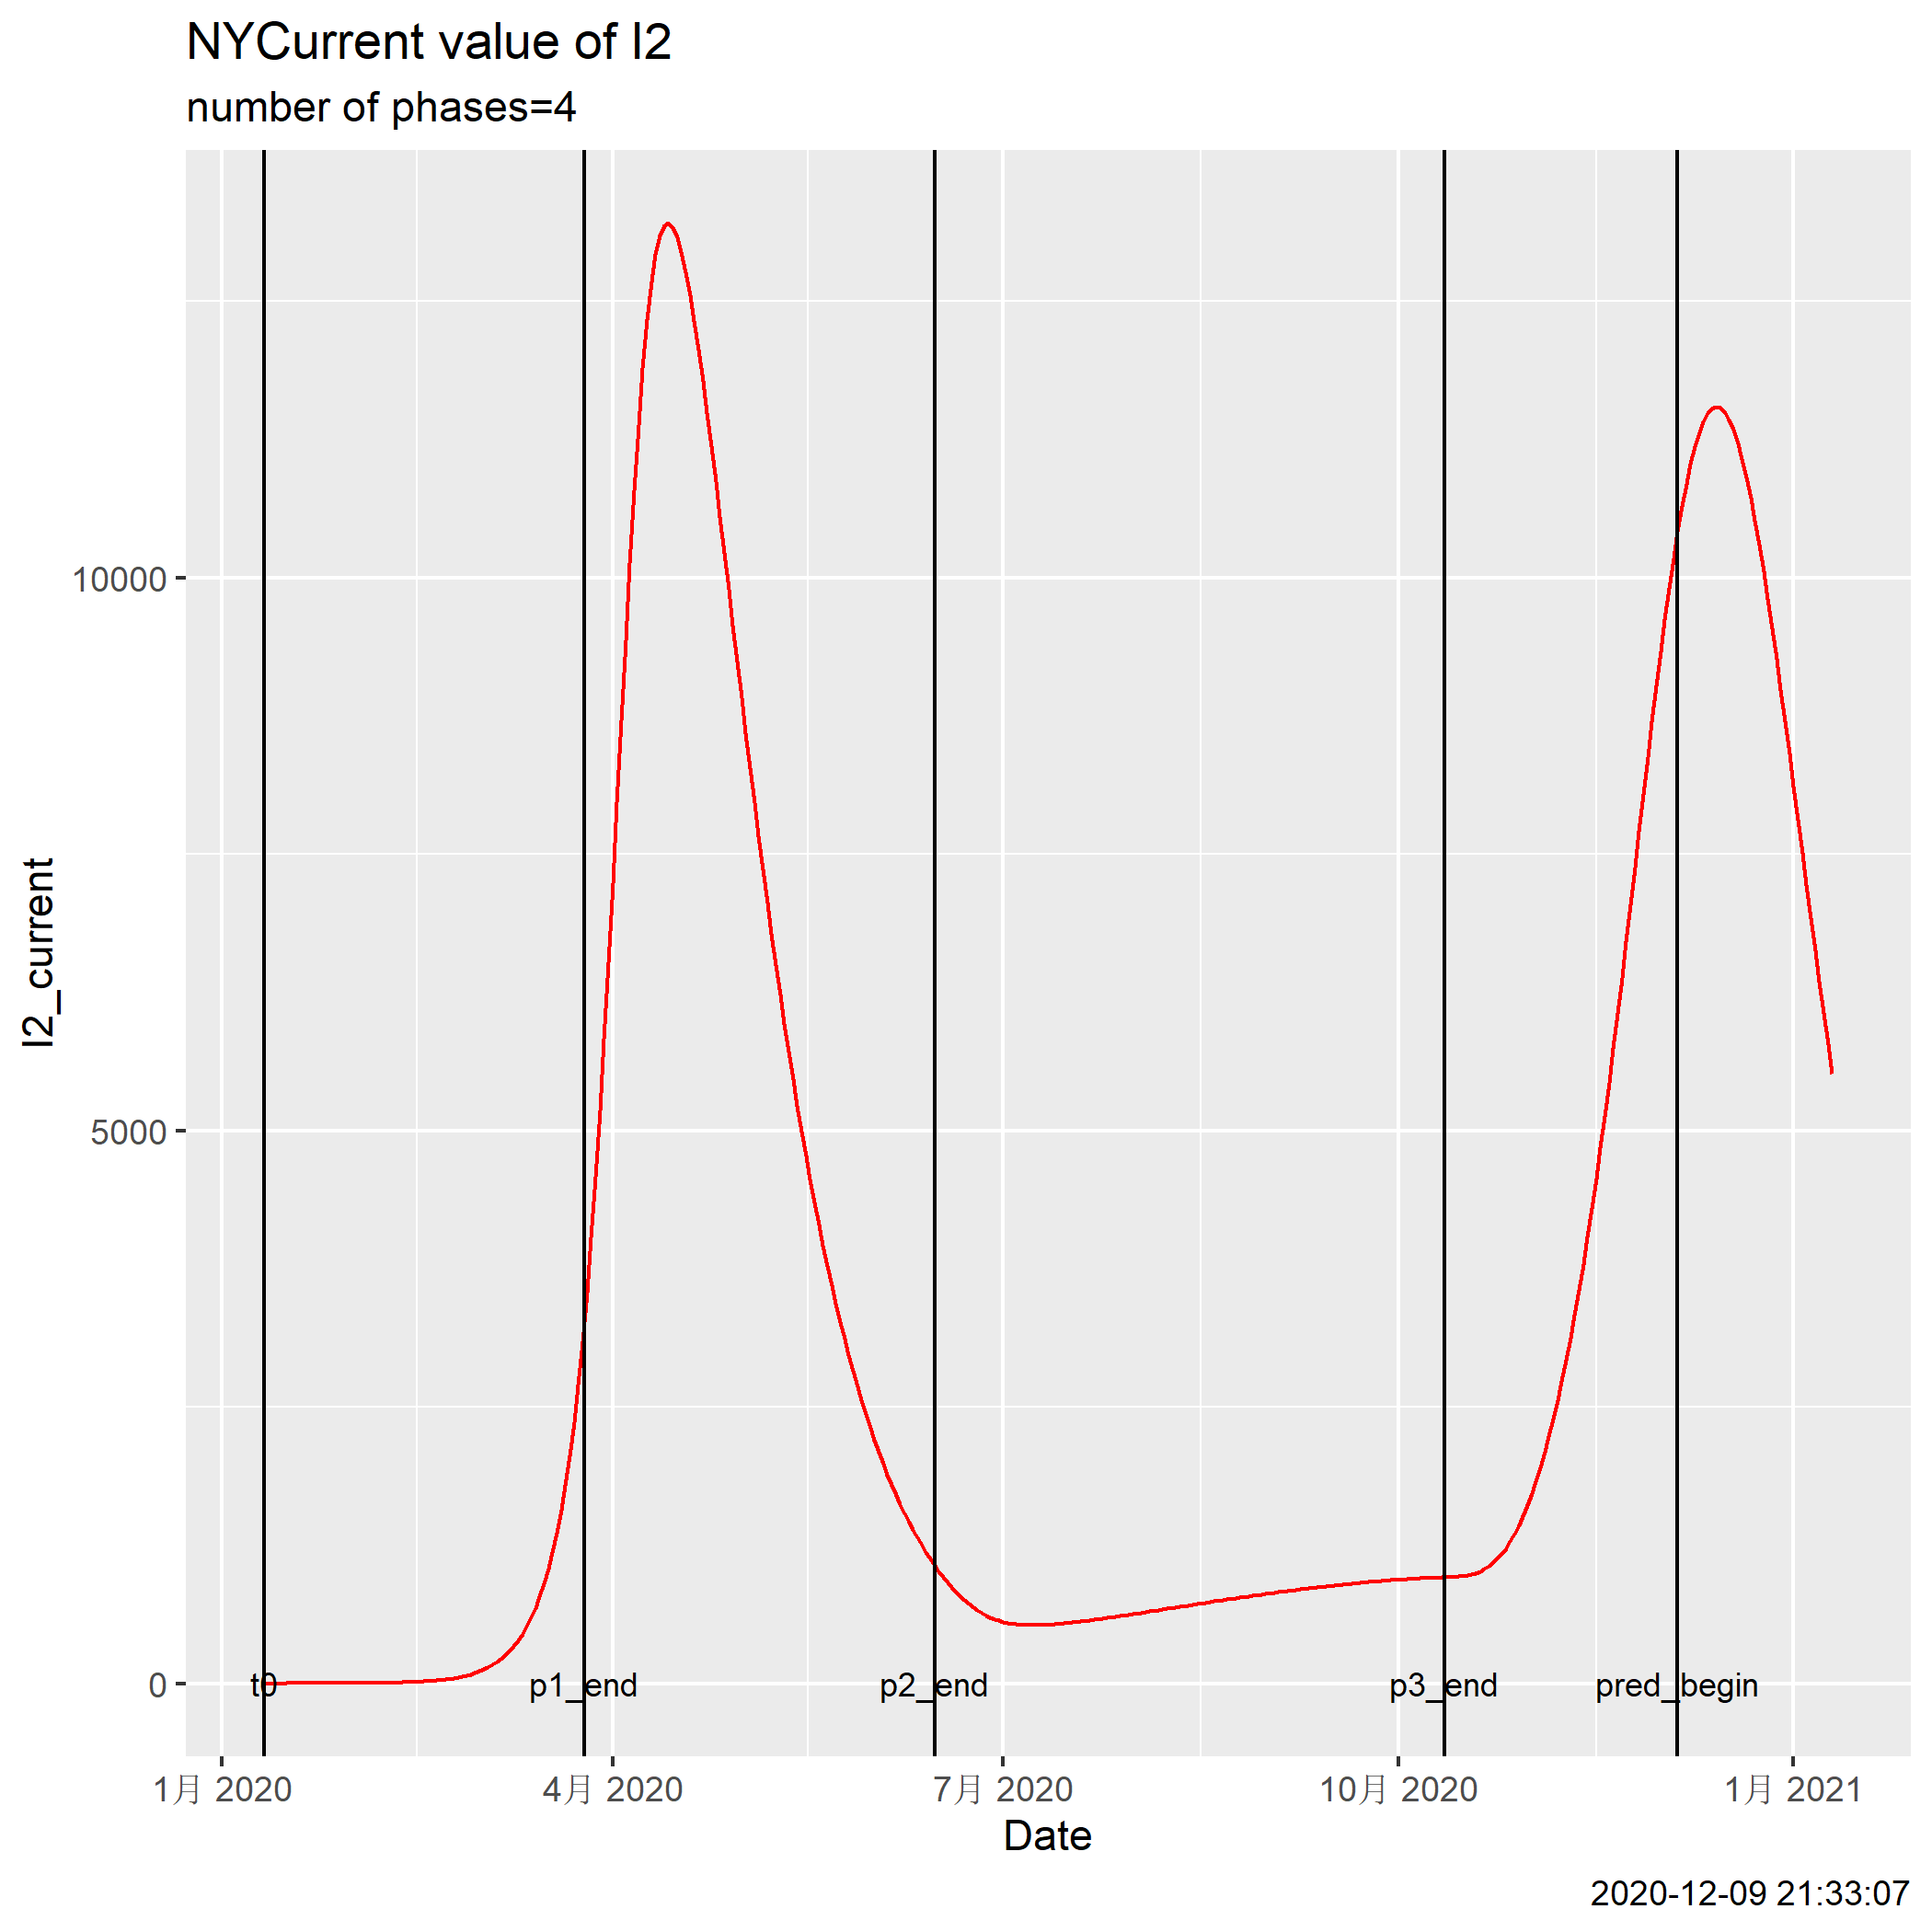 NYCurrent value of I2
number of phases=4
I2_current
10000
5000
0
t0 p1_end p2_end p3_end pred_begin
1月 2020 4月 2020 7月 2020 10月 2020 1月 2021
Date
2020-12-09 21:33:07